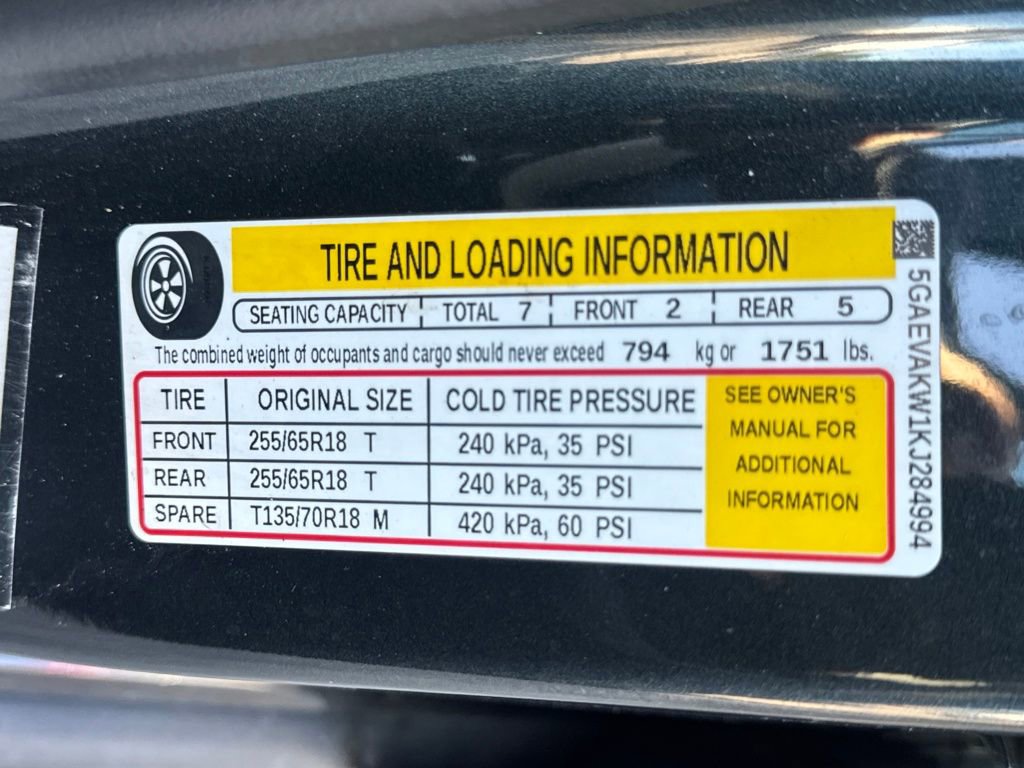 TIRE AND LOADING INFORMATION
SEATING CAPACITY TOTAL 7 FRONT 2 REAR 5
The combined weight of occupants and cargo should never exceed 794 kg or 1751 lbs.
TIRE ORIGINAL SIZE COLD TIRE PRESSURE
FRONT 255/65R18 T 240 kPa, 35 PSI
REAR 255/65R18 T 240 kPa, 35 PSI
SPARE T135/70R18 M 420 kPa, 60 PSI
SEE OWNER'S
MANUAL FOR
ADDITIONAL
INFORMATION
5GAEVAKW1KJ284994